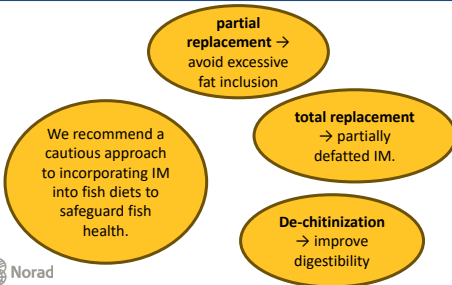 partial
replacement →
avoid excessive
fat inclusion
total replacement
→ partially
defatted IM.
We recommend a
cautious approach
to incorporating IM
into fish diets to
safeguard fish
health.
De-chitinization
→ improve
digestibility
Norad